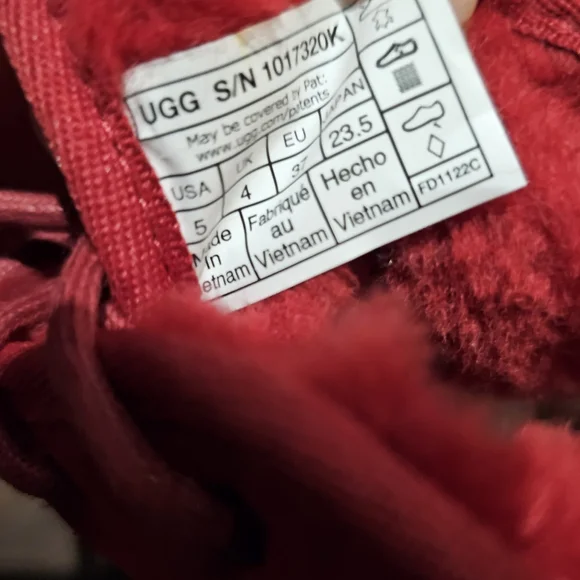 UGG S/N 1017320K
May be covered by Pat:
www.ugg.com/patents
USA UK EU JAPAN
5 4 37 23.5
Made in Vietnam
Fabriqué au Vietnam
Hecho en Vietnam
FD1122C